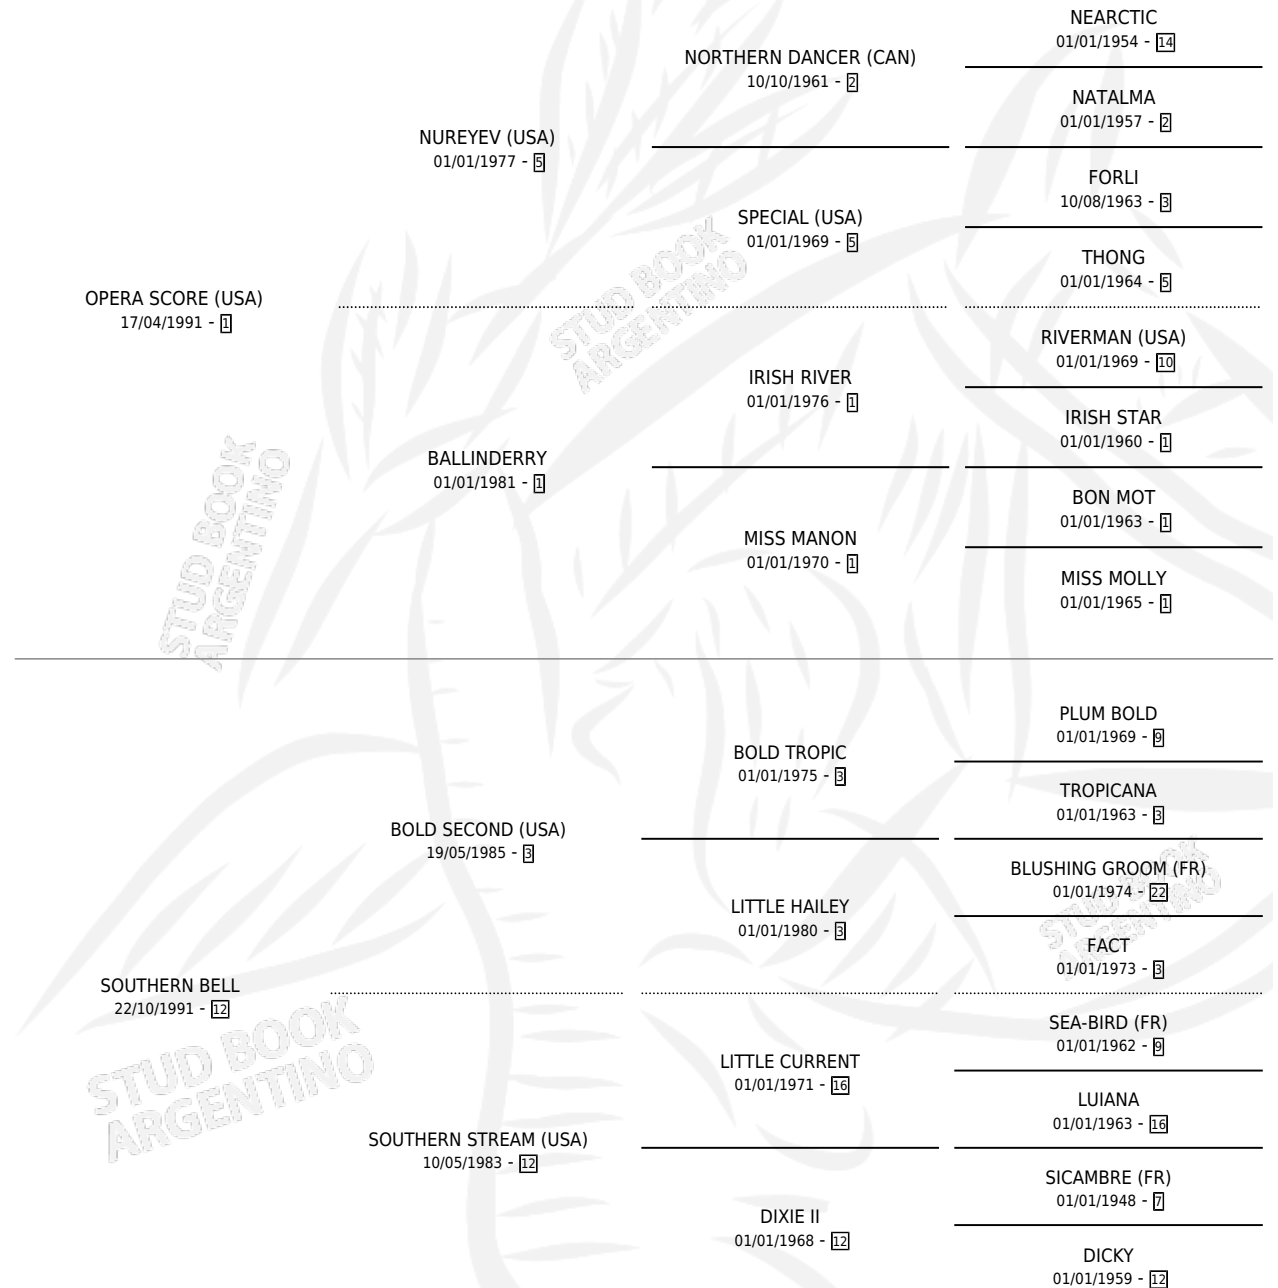 NEARCTIC
01/01/1954 - 14
NORTHERN DANCER (CAN)
10/10/1961 - 2
NATALMA
01/01/1957 - 2
NUREYEV (USA)
01/01/1977 - 5
FORLI
10/08/1963 - 3
SPECIAL (USA)
01/01/1969 - 5
THONG
01/01/1964 - 5
OPERA SCORE (USA)
17/04/1991 - 1
RIVERMAN (USA)
01/01/1969 - 10
IRISH RIVER
01/01/1976 - 1
IRISH STAR
01/01/1960 - 1
BALLINDERRY
01/01/1981 - 1
BON MOT
01/01/1963 - 1
MISS MANON
01/01/1970 - 1
MISS MOLLY
01/01/1965 - 1
PLUM BOLD
01/01/1969 - 9
BOLD TROPIC
01/01/1975 - 3
TROPICANA
01/01/1963 - 3
BOLD SECOND (USA)
19/05/1985 - 3
BLUSHING GROOM (FR)
01/01/1974 - 22
LITTLE HAILEY
01/01/1980 - 3
FACT
01/01/1973 - 3
SOUTHERN BELL
22/10/1991 - 12
SEA-BIRD (FR)
01/01/1962 - 9
LITTLE CURRENT
01/01/1971 - 16
LUIANA
01/01/1963 - 16
SOUTHERN STREAM (USA)
10/05/1983 - 12
SICAMBRE (FR)
01/01/1948 - 7
DIXIE II
01/01/1968 - 12
DICKY
01/01/1959 - 12
STUD BOOK
ARGENTINO
STUD BOOK
ARGENTINO
STUD BOOK
ARGENTINO
STUD BOOK
ARGENTINO